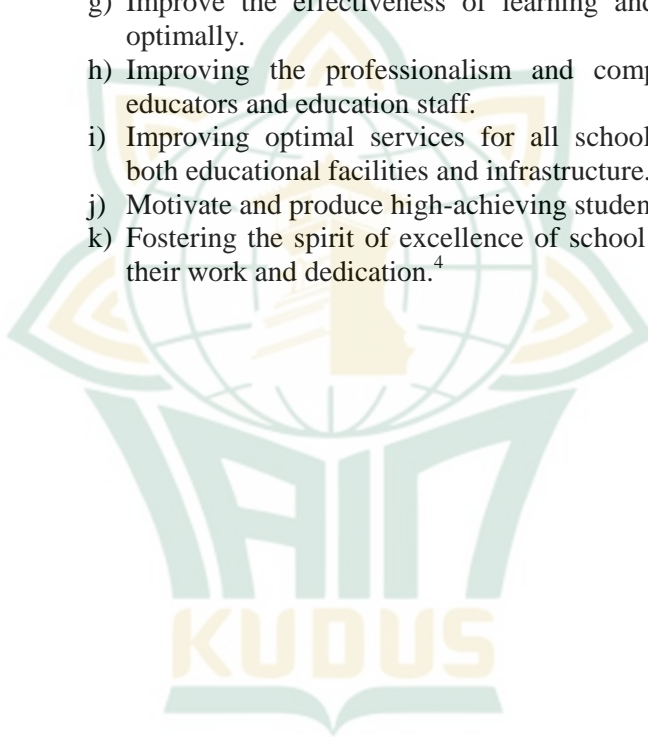 g) Improve the effectiveness of learning and
optimally.
h) Improving the professionalism and comp
educators and education staff.
i) Improving optimal services for all school
both educational facilities and infrastructure.
j) Motivate and produce high-achieving studen
k) Fostering the spirit of excellence of school
their work and dedication.4
IAIN
KUDUS